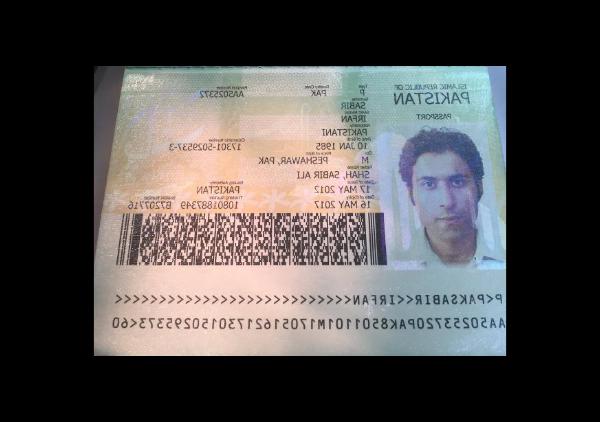 ISLAMIC REPUBLIC OF
PAKISTAN
PASSPORT
Type
P
Country Code
PAK
Passport Number
AA5025372
Surname
SABIR
Given Names
IRFAN
Nationality
PAKISTANI
Date of Birth
10 JAN 1985
Citizenship Number
17301-5029537-3
Sex
M
Place of Birth
PESHAWAR, PAK
Father Name
SHAH, SABIR ALI
Date of Issue
17 MAY 2012
Issuing Authority
PAKISTAN
Date of Expiry
16 MAY 2017
Tracking Number
10801887349
Booklet Number
B7207716
P<PAKSABIR<<IRFAN<<<<<<<<<<<<<<<<<<<<<<<<<<<
AA50253720PAK8501101M17051621730150295373<60